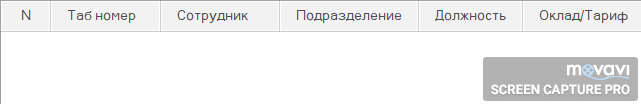 N Таб номер Сотрудник Подразделение Должность Оклад/Тариф
movavi
SCREEN CAPTURE PRO